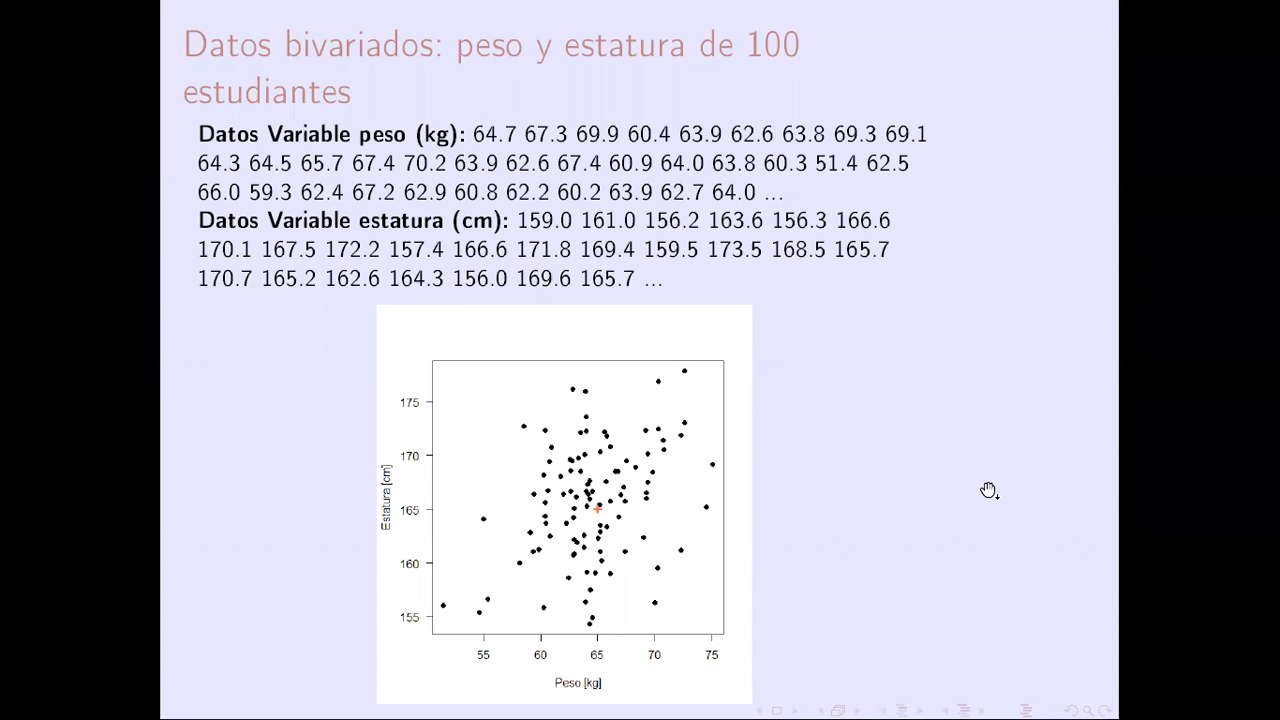 Datos bivariados: peso y estatura de 100
estudiantes
Datos Variable peso (kg): 64.7 67.3 69.9 60.4 63.9 62.6 63.8 69.3 69.1
64.3 64.5 65.7 67.4 70.2 63.9 62.6 67.4 60.9 64.0 63.8 60.3 51.4 62.5
66.0 59.3 62.4 67.2 62.9 60.8 62.2 60.2 63.9 62.7 64.0 ...
Datos Variable estatura (cm): 159.0 161.0 156.2 163.6 156.3 166.6
170.1 167.5 172.2 157.4 166.6 171.8 169.4 159.5 173.5 168.5 165.7
170.7 165.2 162.6 164.3 156.0 169.6 165.7 ...
Estatura [cm]
175
170
165
160
155
55 60 65 70 75
Peso [kg]